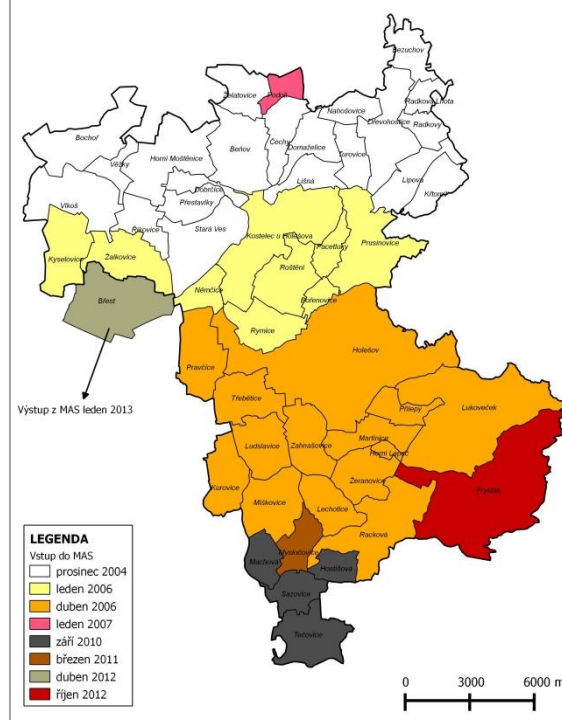 Bezuchov
Želatovice
Podolí
Radkova Lhota
Nahošovice
Dřevohostice
Radkovy
Bochoř
Čechy
Domaželice
Turovice
Beňov
Horní Moštěnice
Věžky
Líšná
Lipová
Křtomil
Dobrčice
Přestavlky
Vlkoš
Stará Ves
Říkovice
Kostelec u Holešova
Prusinovice
Pacetluky
Kyselovice
Žalkovice
Roštění
Němčice
Bořenovice
Břest
Rymice
Holešov
Pravčice
Výstup z MAS leden 2013
Třebětice
Přílepy
Lukoveček
Martinice
Ludslavice
Zahnašovice
Horní Lapač
Žeranovice
Kurovice
Fryšták
Míškovice
Lechotice
Racková
Mysločovice
Machová
Hostišová
Sazovice
Tečovice
LEGENDA
Vstup do MAS
prosinec 2004
leden 2006
duben 2006
leden 2007
září 2010
březen 2011
duben 2012
říjen 2012
0 3000 6000 m